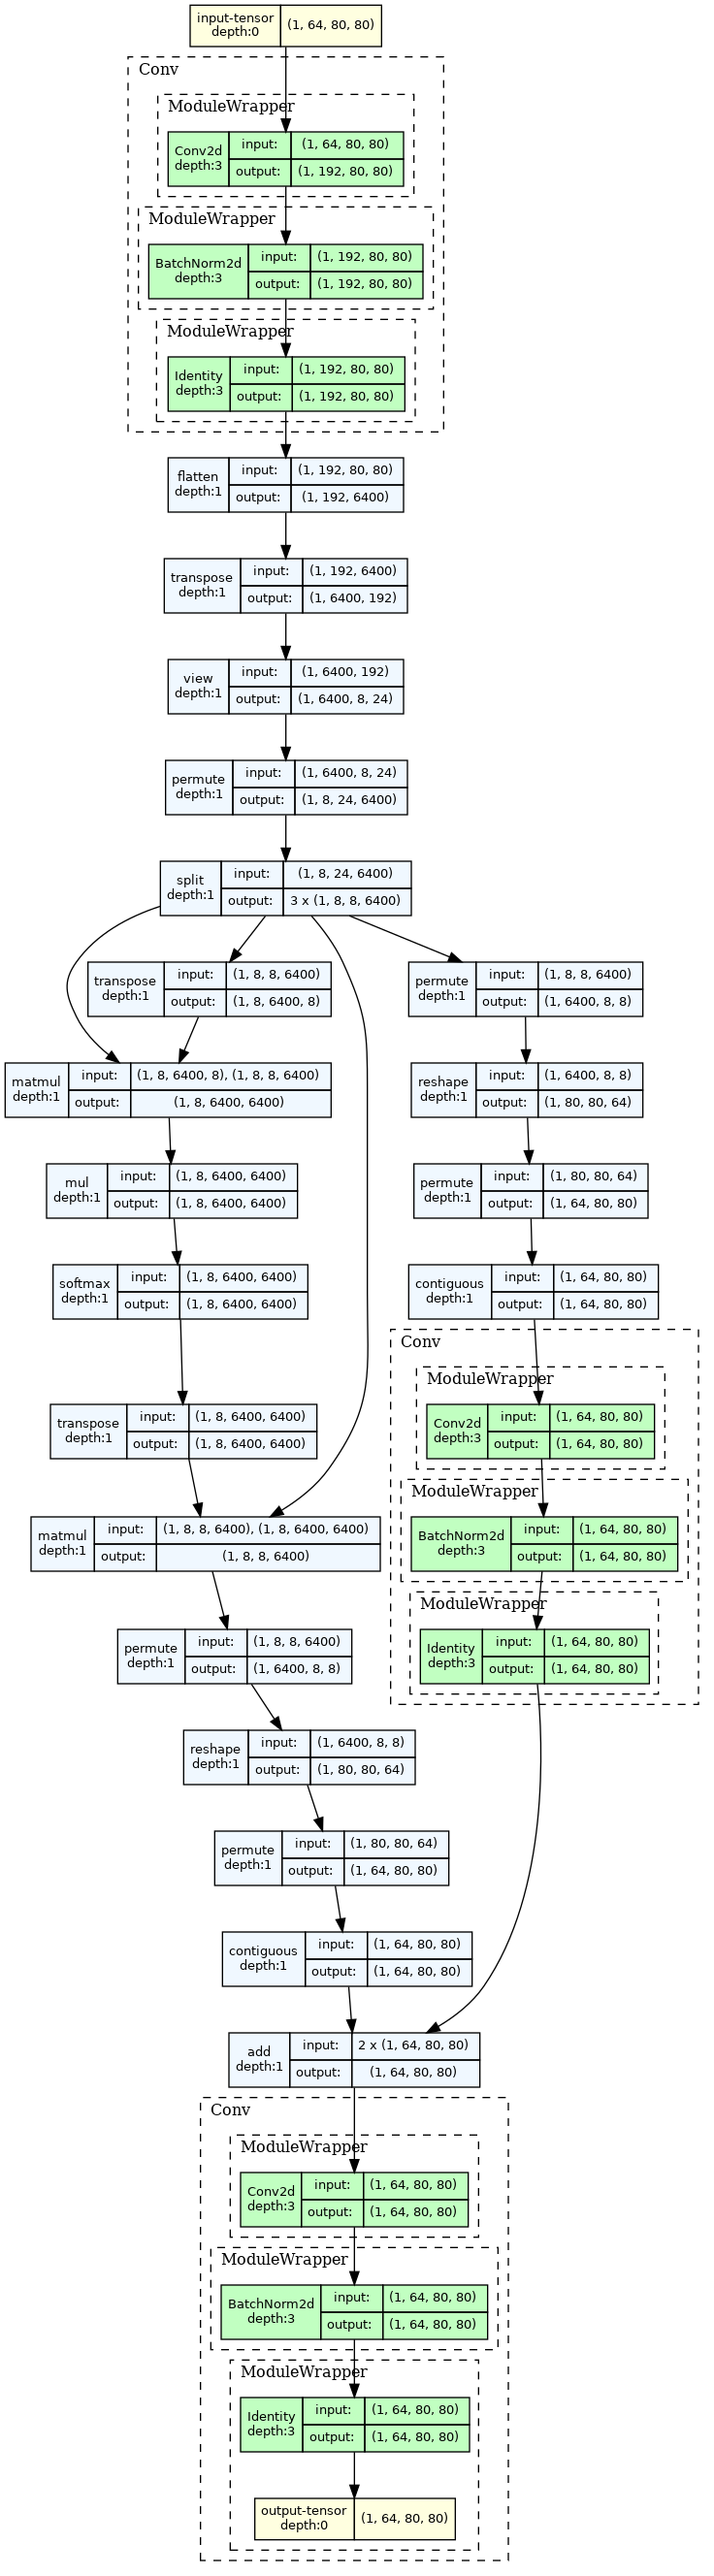 input-tensor
depth:0
(1, 64, 80, 80)
Conv
ModuleWrapper
Conv2d
depth:3
input:
(1, 64, 80, 80)
output:
(1, 192, 80, 80)
ModuleWrapper
BatchNorm2d
depth:3
input:
(1, 192, 80, 80)
output:
(1, 192, 80, 80)
ModuleWrapper
Identity
depth:3
input:
(1, 192, 80, 80)
output:
(1, 192, 80, 80)
flatten
depth:1
input:
(1, 192, 80, 80)
output:
(1, 192, 6400)
transpose
depth:1
input:
(1, 192, 6400)
output:
(1, 6400, 192)
view
depth:1
input:
(1, 6400, 192)
output:
(1, 6400, 8, 24)
permute
depth:1
input:
(1, 6400, 8, 24)
output:
(1, 8, 24, 6400)
split
depth:1
input:
(1, 8, 24, 6400)
output:
3 x (1, 8, 8, 6400)
transpose
depth:1
input:
(1, 8, 8, 6400)
output:
(1, 8, 6400, 8)
permute
depth:1
input:
(1, 8, 8, 6400)
output:
(1, 6400, 8, 8)
matmul
depth:1
input:
(1, 8, 6400, 8), (1, 8, 8, 6400)
output:
(1, 8, 6400, 6400)
reshape
depth:1
input:
(1, 6400, 8, 8)
output:
(1, 80, 80, 64)
mul
depth:1
input:
(1, 8, 6400, 6400)
output:
(1, 8, 6400, 6400)
permute
depth:1
input:
(1, 80, 80, 64)
output:
(1, 64, 80, 80)
softmax
depth:1
input:
(1, 8, 6400, 6400)
output:
(1, 8, 6400, 6400)
contiguous
depth:1
input:
(1, 64, 80, 80)
output:
(1, 64, 80, 80)
Conv
ModuleWrapper
transpose
depth:1
input:
(1, 8, 6400, 6400)
output:
(1, 8, 6400, 6400)
Conv2d
depth:3
input:
(1, 64, 80, 80)
output:
(1, 64, 80, 80)
ModuleWrapper
matmul
depth:1
input:
(1, 8, 8, 6400), (1, 8, 6400, 6400)
output:
(1, 8, 8, 6400)
BatchNorm2d
depth:3
input:
(1, 64, 80, 80)
output:
(1, 64, 80, 80)
ModuleWrapper
permute
depth:1
input:
(1, 8, 8, 6400)
output:
(1, 6400, 8, 8)
Identity
depth:3
input:
(1, 64, 80, 80)
output:
(1, 64, 80, 80)
reshape
depth:1
input:
(1, 6400, 8, 8)
output:
(1, 80, 80, 64)
permute
depth:1
input:
(1, 80, 80, 64)
output:
(1, 64, 80, 80)
contiguous
depth:1
input:
(1, 64, 80, 80)
output:
(1, 64, 80, 80)
add
depth:1
input:
2 x (1, 64, 80, 80)
output:
(1, 64, 80, 80)
Conv
ModuleWrapper
Conv2d
depth:3
input:
(1, 64, 80, 80)
output:
(1, 64, 80, 80)
ModuleWrapper
BatchNorm2d
depth:3
input:
(1, 64, 80, 80)
output:
(1, 64, 80, 80)
ModuleWrapper
Identity
depth:3
input:
(1, 64, 80, 80)
output:
(1, 64, 80, 80)
output-tensor
depth:0
(1, 64, 80, 80)